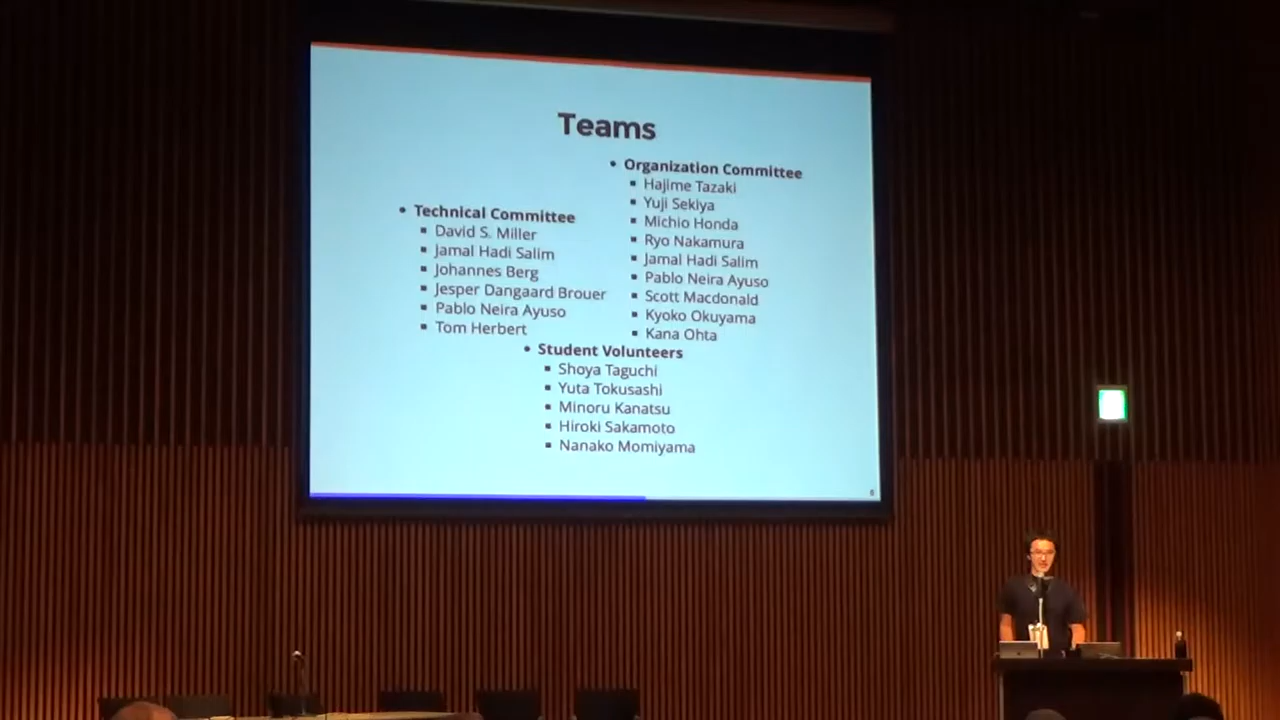 Teams
• Technical Committee
▪ David S. Miller
▪ Jamal Hadi Salim
▪ Johannes Berg
▪ Jesper Dangaard Brouer
▪ Pablo Neira Ayuso
▪ Tom Herbert
• Organization Committee
▪ Hajime Tazaki
▪ Yuji Sekiya
▪ Michio Honda
▪ Ryo Nakamura
▪ Jamal Hadi Salim
▪ Pablo Neira Ayuso
▪ Scott Macdonald
▪ Kyoko Okuyama
▪ Kana Ohta
• Student Volunteers
▪ Shoya Taguchi
▪ Yuta Tokusashi
▪ Minoru Kanatsu
▪ Hiroki Sakamoto
▪ Nanako Momiyama